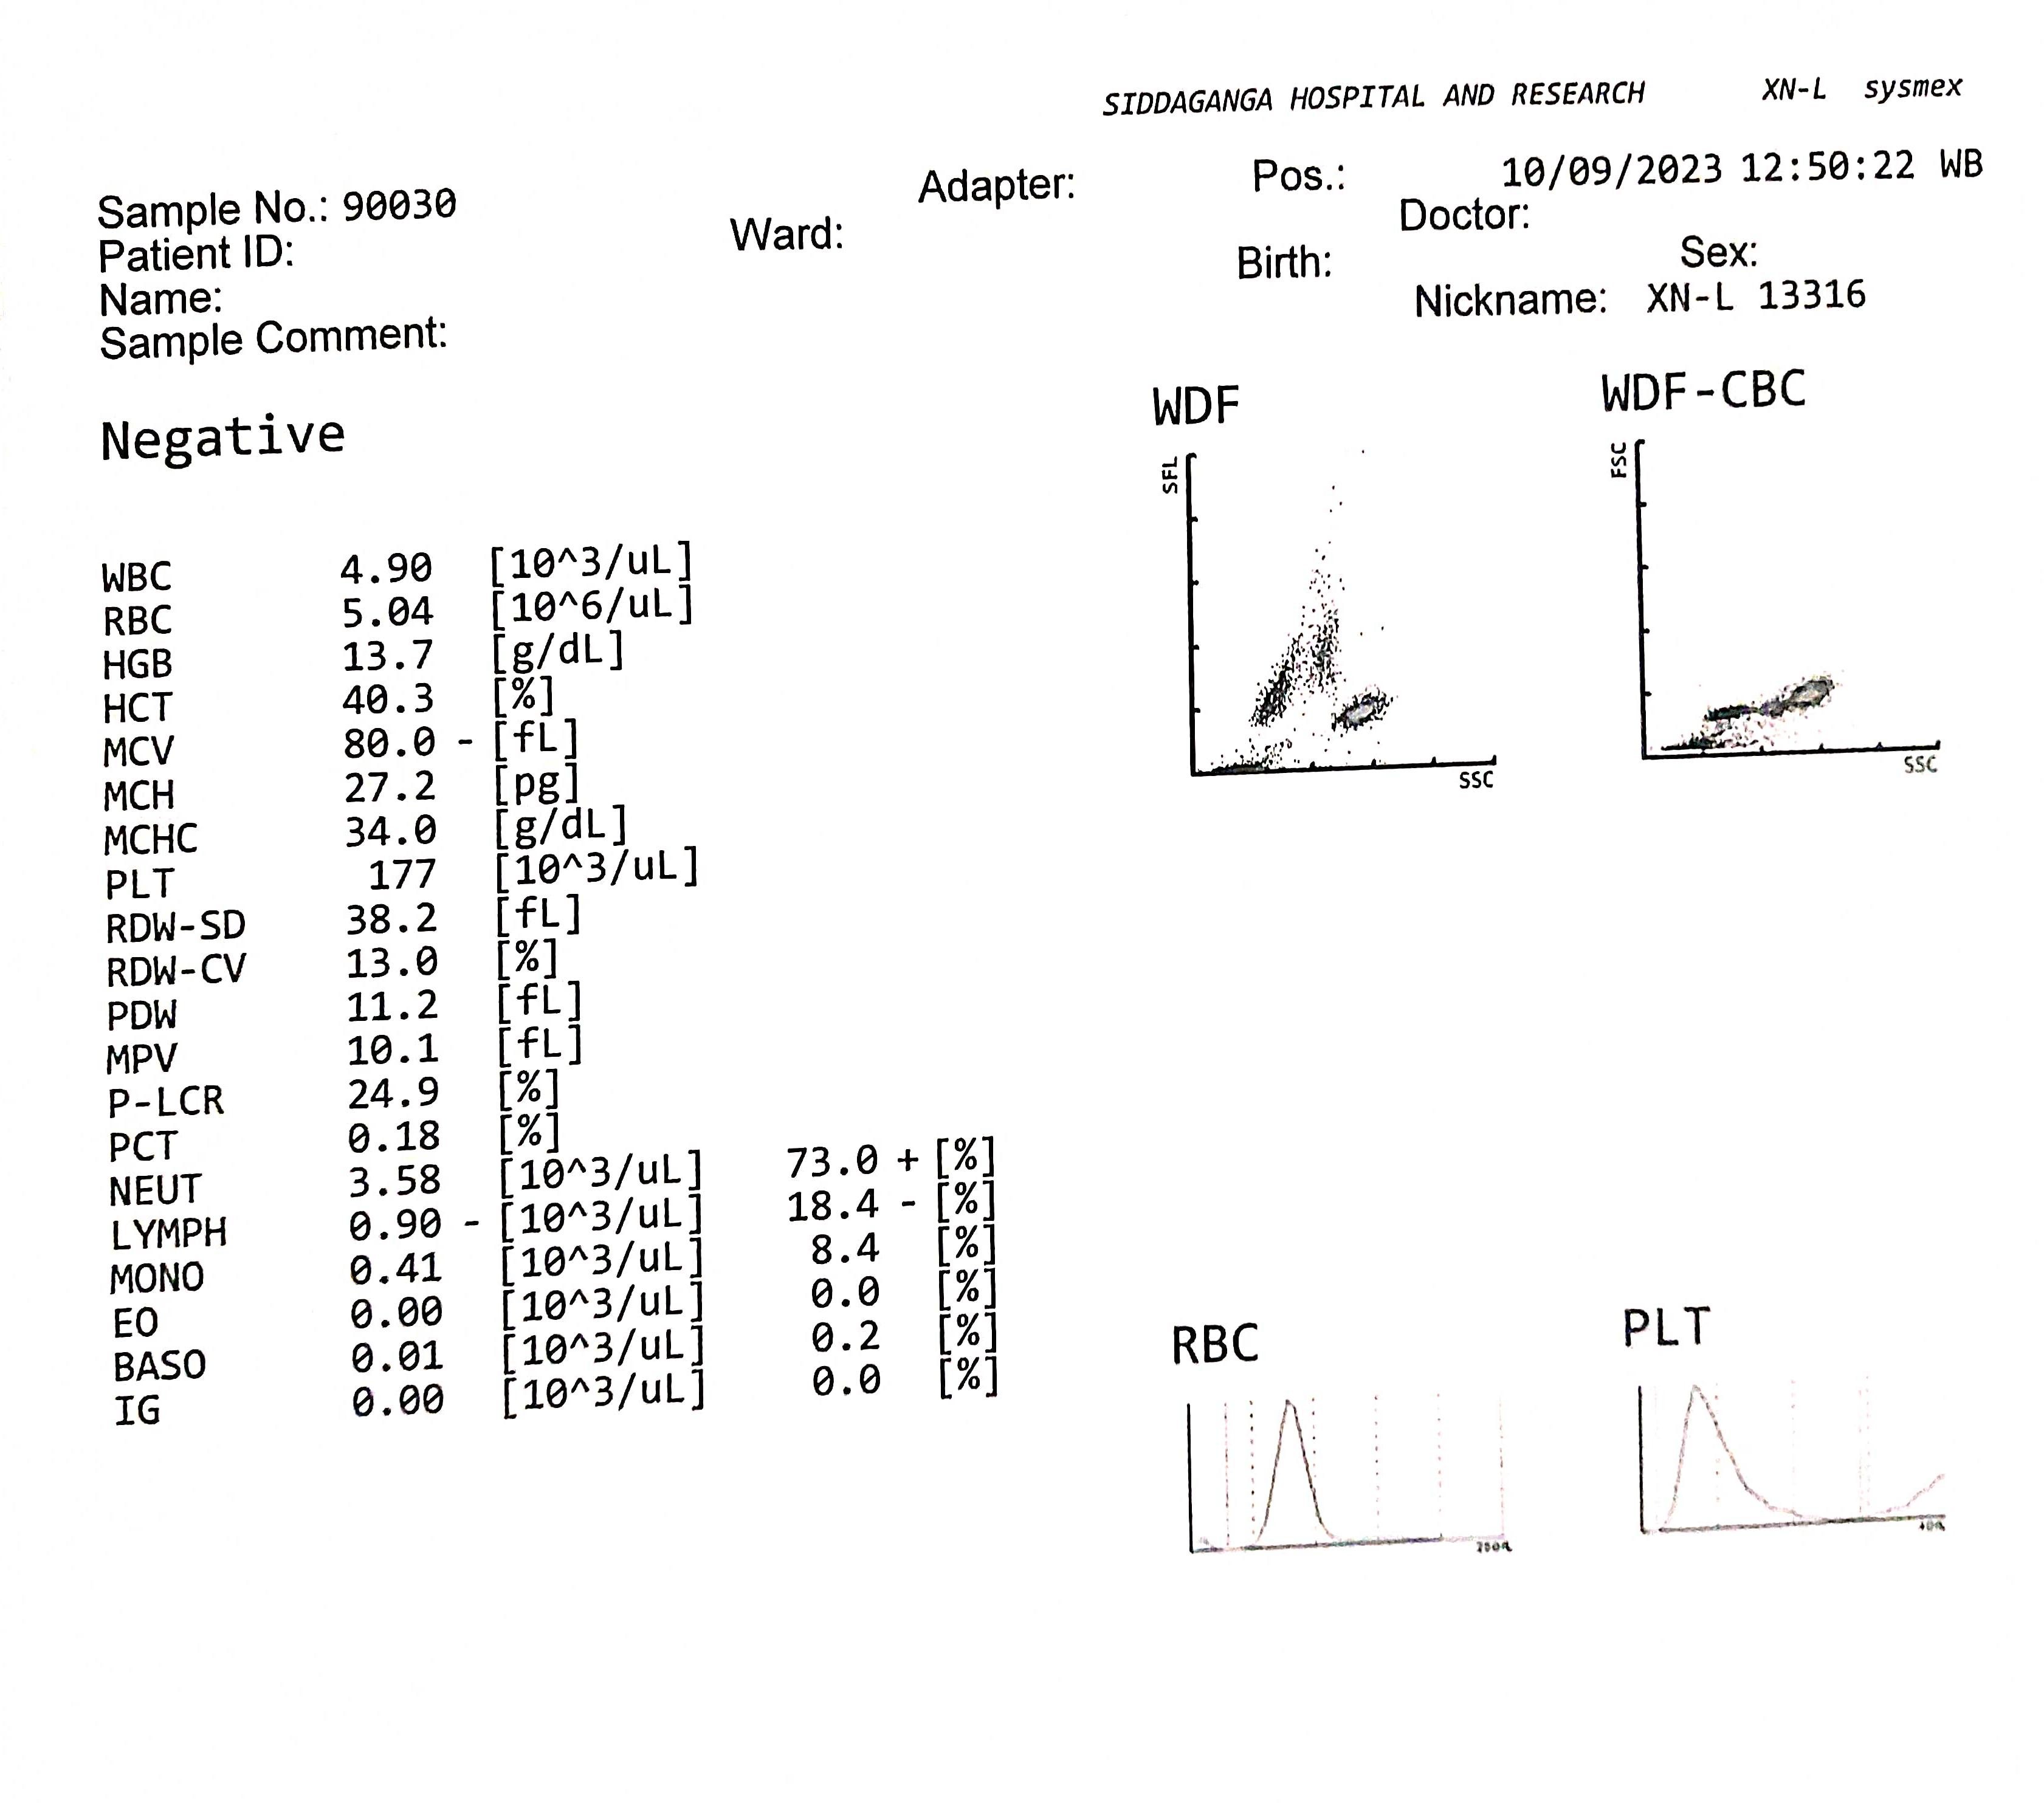 SIDDAGANGA HOSPITAL AND RESEARCH XN-L sysmex
Sample No.: 90030 Adapter: Pos.: 10/09/2023 12:50:22 WB
Patient ID: Ward: Doctor:
Name: Birth: Sex:
Sample Comment: Nickname: XN-L 13316
Negative
WDF
SFL
SSC
WDF-CBC
FSC
SSC
WBC 4.90 [10^3/uL]
RBC 5.04 [10^6/uL]
HGB 13.7 [g/dL]
HCT 40.3 [%]
MCV 80.0 - [fL]
MCH 27.2 [pg]
MCHC 34.0 [g/dL]
PLT 177 [10^3/uL]
RDW-SD 38.2 [fL]
RDW-CV 13.0 [%]
PDW 11.2 [fL]
MPV 10.1 [fL]
P-LCR 24.9 [%]
PCT 0.18 [%]
NEUT 3.58 [10^3/uL] 73.0 + [%]
LYMPH 0.90 - [10^3/uL] 18.4 - [%]
MONO 0.41 [10^3/uL] 8.4 [%]
EO 0.00 [10^3/uL] 0.0 [%]
BASO 0.01 [10^3/uL] 0.2 [%]
IG 0.00 [10^3/uL] 0.0 [%]
RBC
PLT